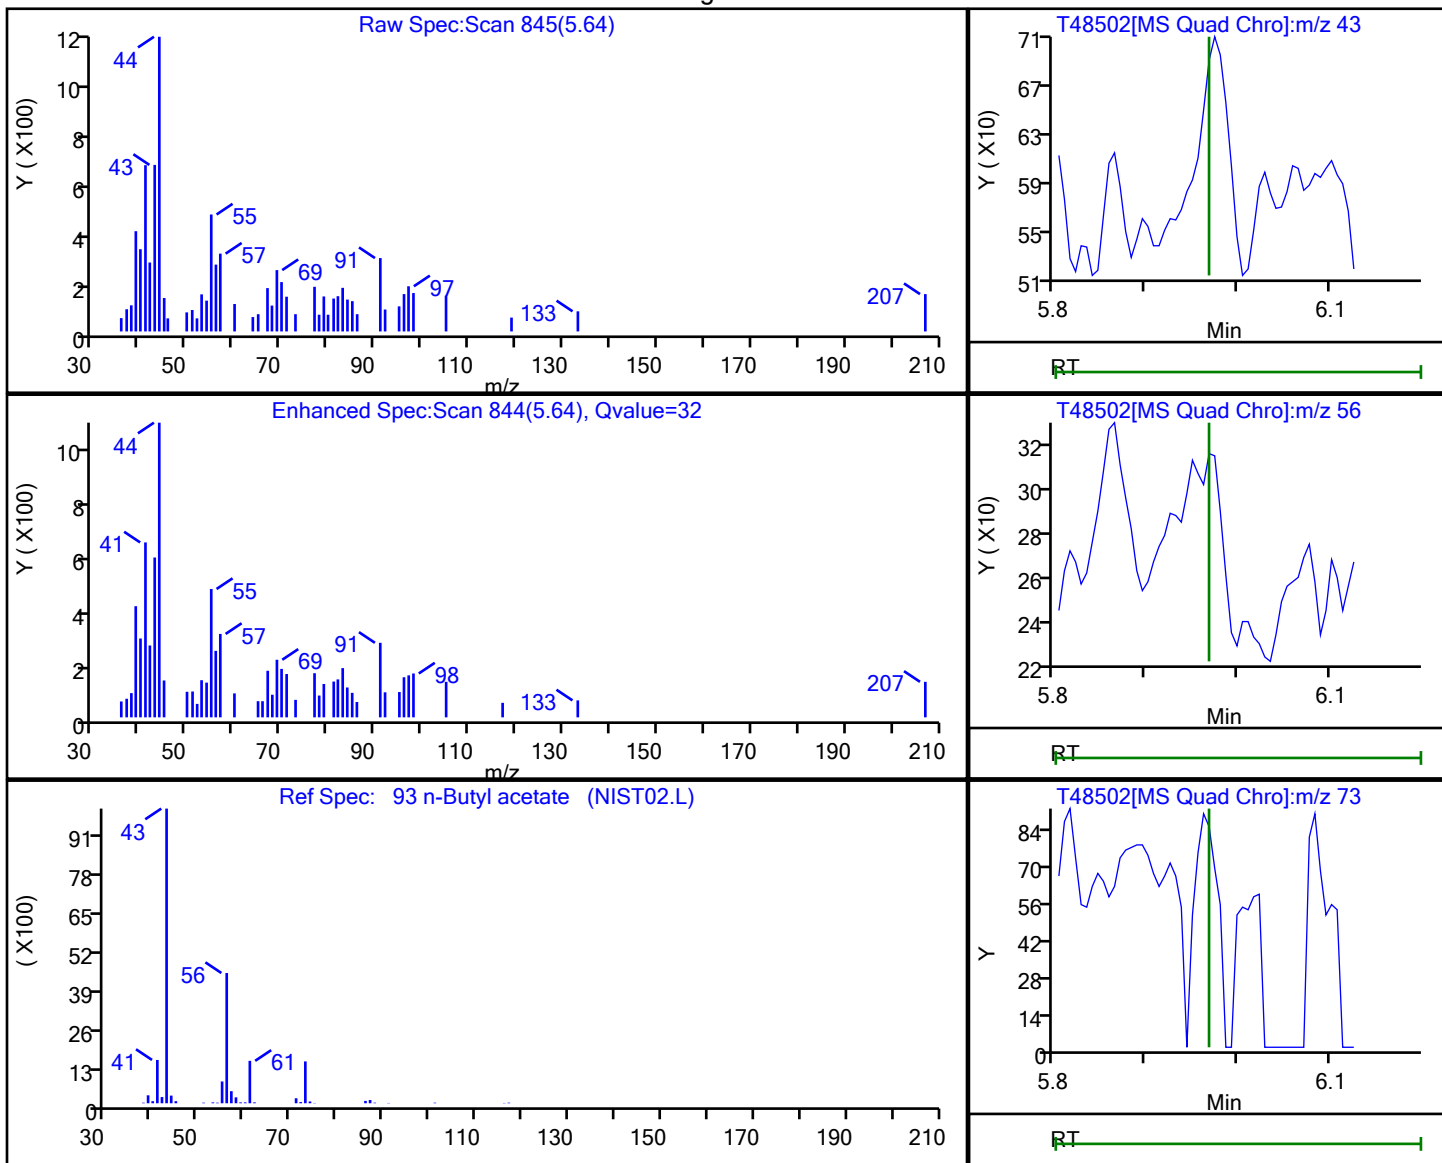 Raw Spec:Scan 845(5.64)
12
10
8
6
4
2
0
Y ( X100)
44
43
55
57
69
91
97
133
207
30 50 70 90 110 130 150 170 190 210
m/z
T48502[MS Quad Chro]:m/z 43
71
67
63
59
55
51
Y ( X10)
5.8 6.1
Min
RT
Enhanced Spec:Scan 844(5.64), Qvalue=32
10
8
6
4
2
0
Y ( X100)
44
41
55
57
69
91
98
133
207
30 50 70 90 110 130 150 170 190 210
m/z
T48502[MS Quad Chro]:m/z 56
32
30
28
26
24
22
Y ( X10)
5.8 6.1
Min
RT
Ref Spec: 93 n-Butyl acetate (NIST02.L)
91
78
65
52
39
26
13
0
( X100)
43
56
41
61
30 50 70 90 110 130 150 170 190 210
T48502[MS Quad Chro]:m/z 73
84
70
56
42
28
14
0
Y
5.8 6.1
Min
RT